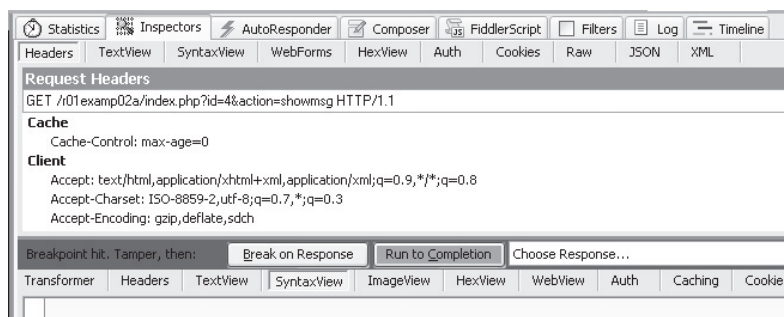 Statistics Inspectors AutoResponder Composer FiddlerScript Filters Log Timeline
Headers TextView SyntaxView WebForms HexView Auth Cookies Raw JSON XML
Request Headers
GET /r01examp02a/index.php?id=4&action=showmsg HTTP/1.1
Cache
Cache-Control: max-age=0
Client
Accept: text/html,application/xhtml+xml,application/xml;q=0.9,*/*;q=0.8
Accept-Charset: ISO-8859-2,utf-8;q=0.7,*;q=0.3
Accept-Encoding: gzip,deflate,sdch
Breakpoint hit. Tamper, then: Break on Response Run to Completion Choose Response...
Transformer Headers TextView SyntaxView ImageView HexView WebView Auth Caching Cookie